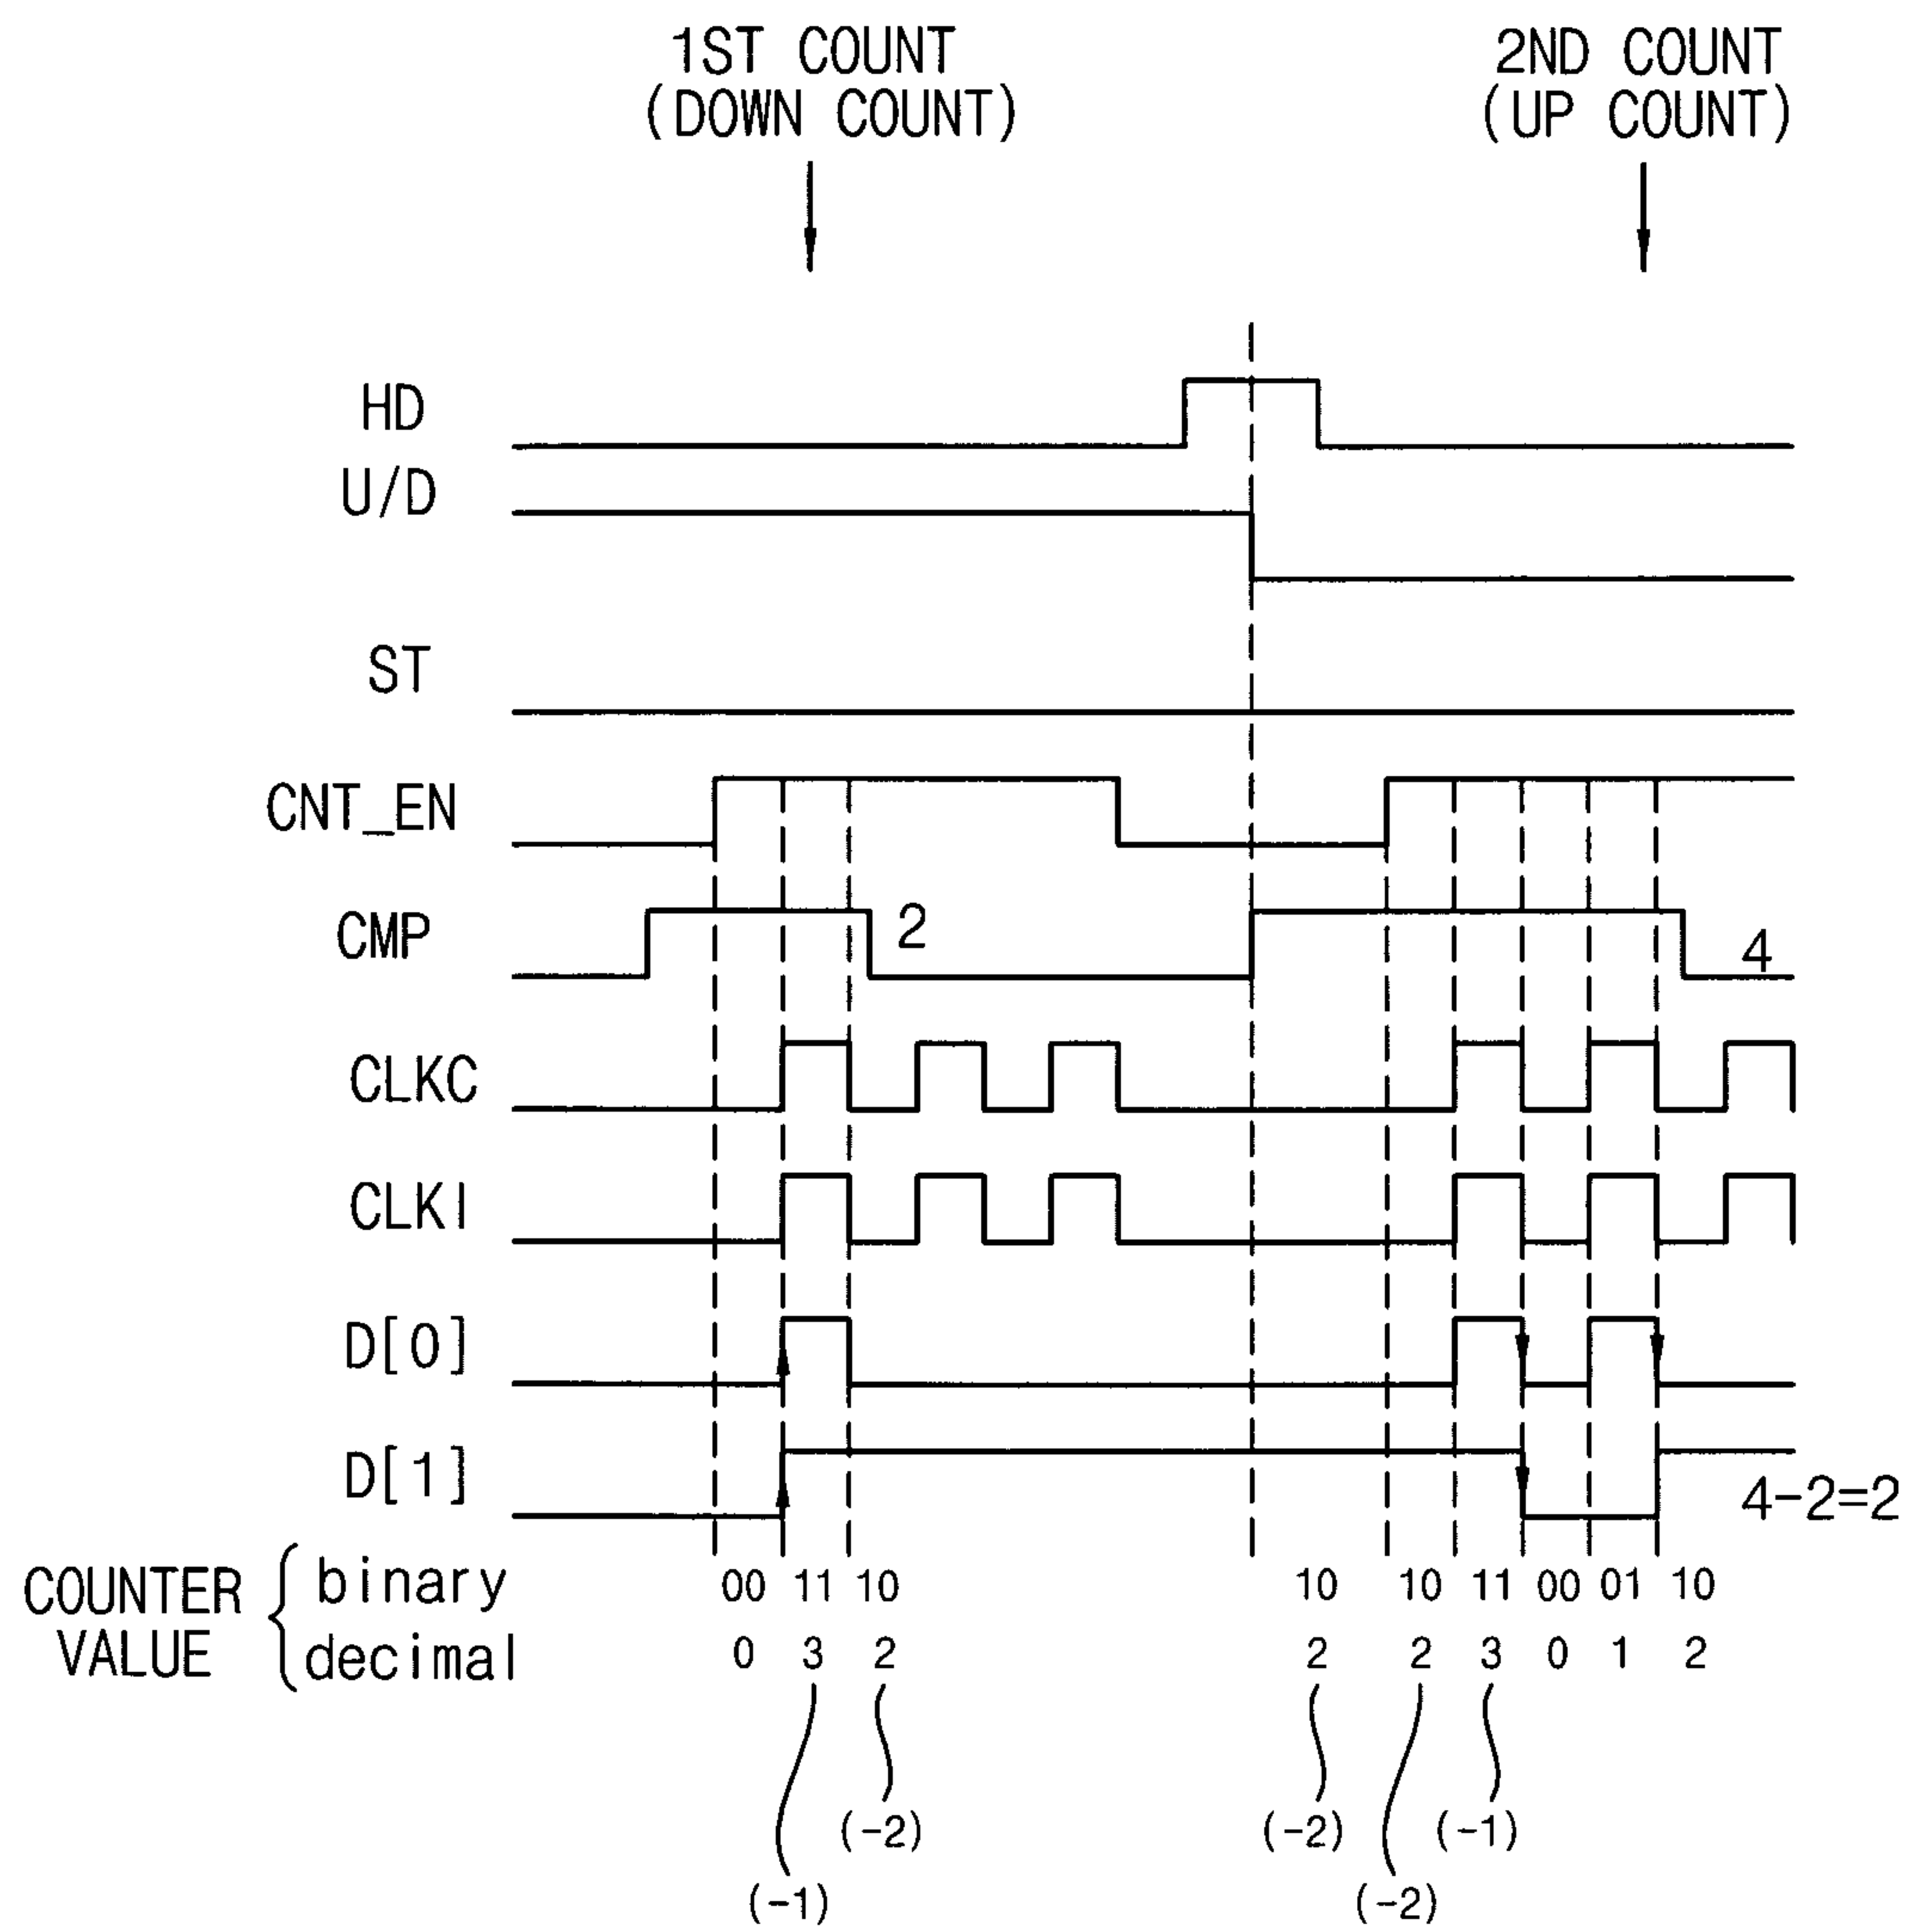 1ST COUNT
(DOWN COUNT)
2ND COUNT
(UP COUNT)
HD
U/D
ST
CNT_EN
CMP
2
4
CLKC
CLKI
D[0]
D[1]
4-2=2
COUNTER
VALUE
binary
00 11 10 10 10 11 00 01 10
decimal
0 3 2 2 2 3 0 1 2
(-2) (-2) (-1)
(-1) (-2)